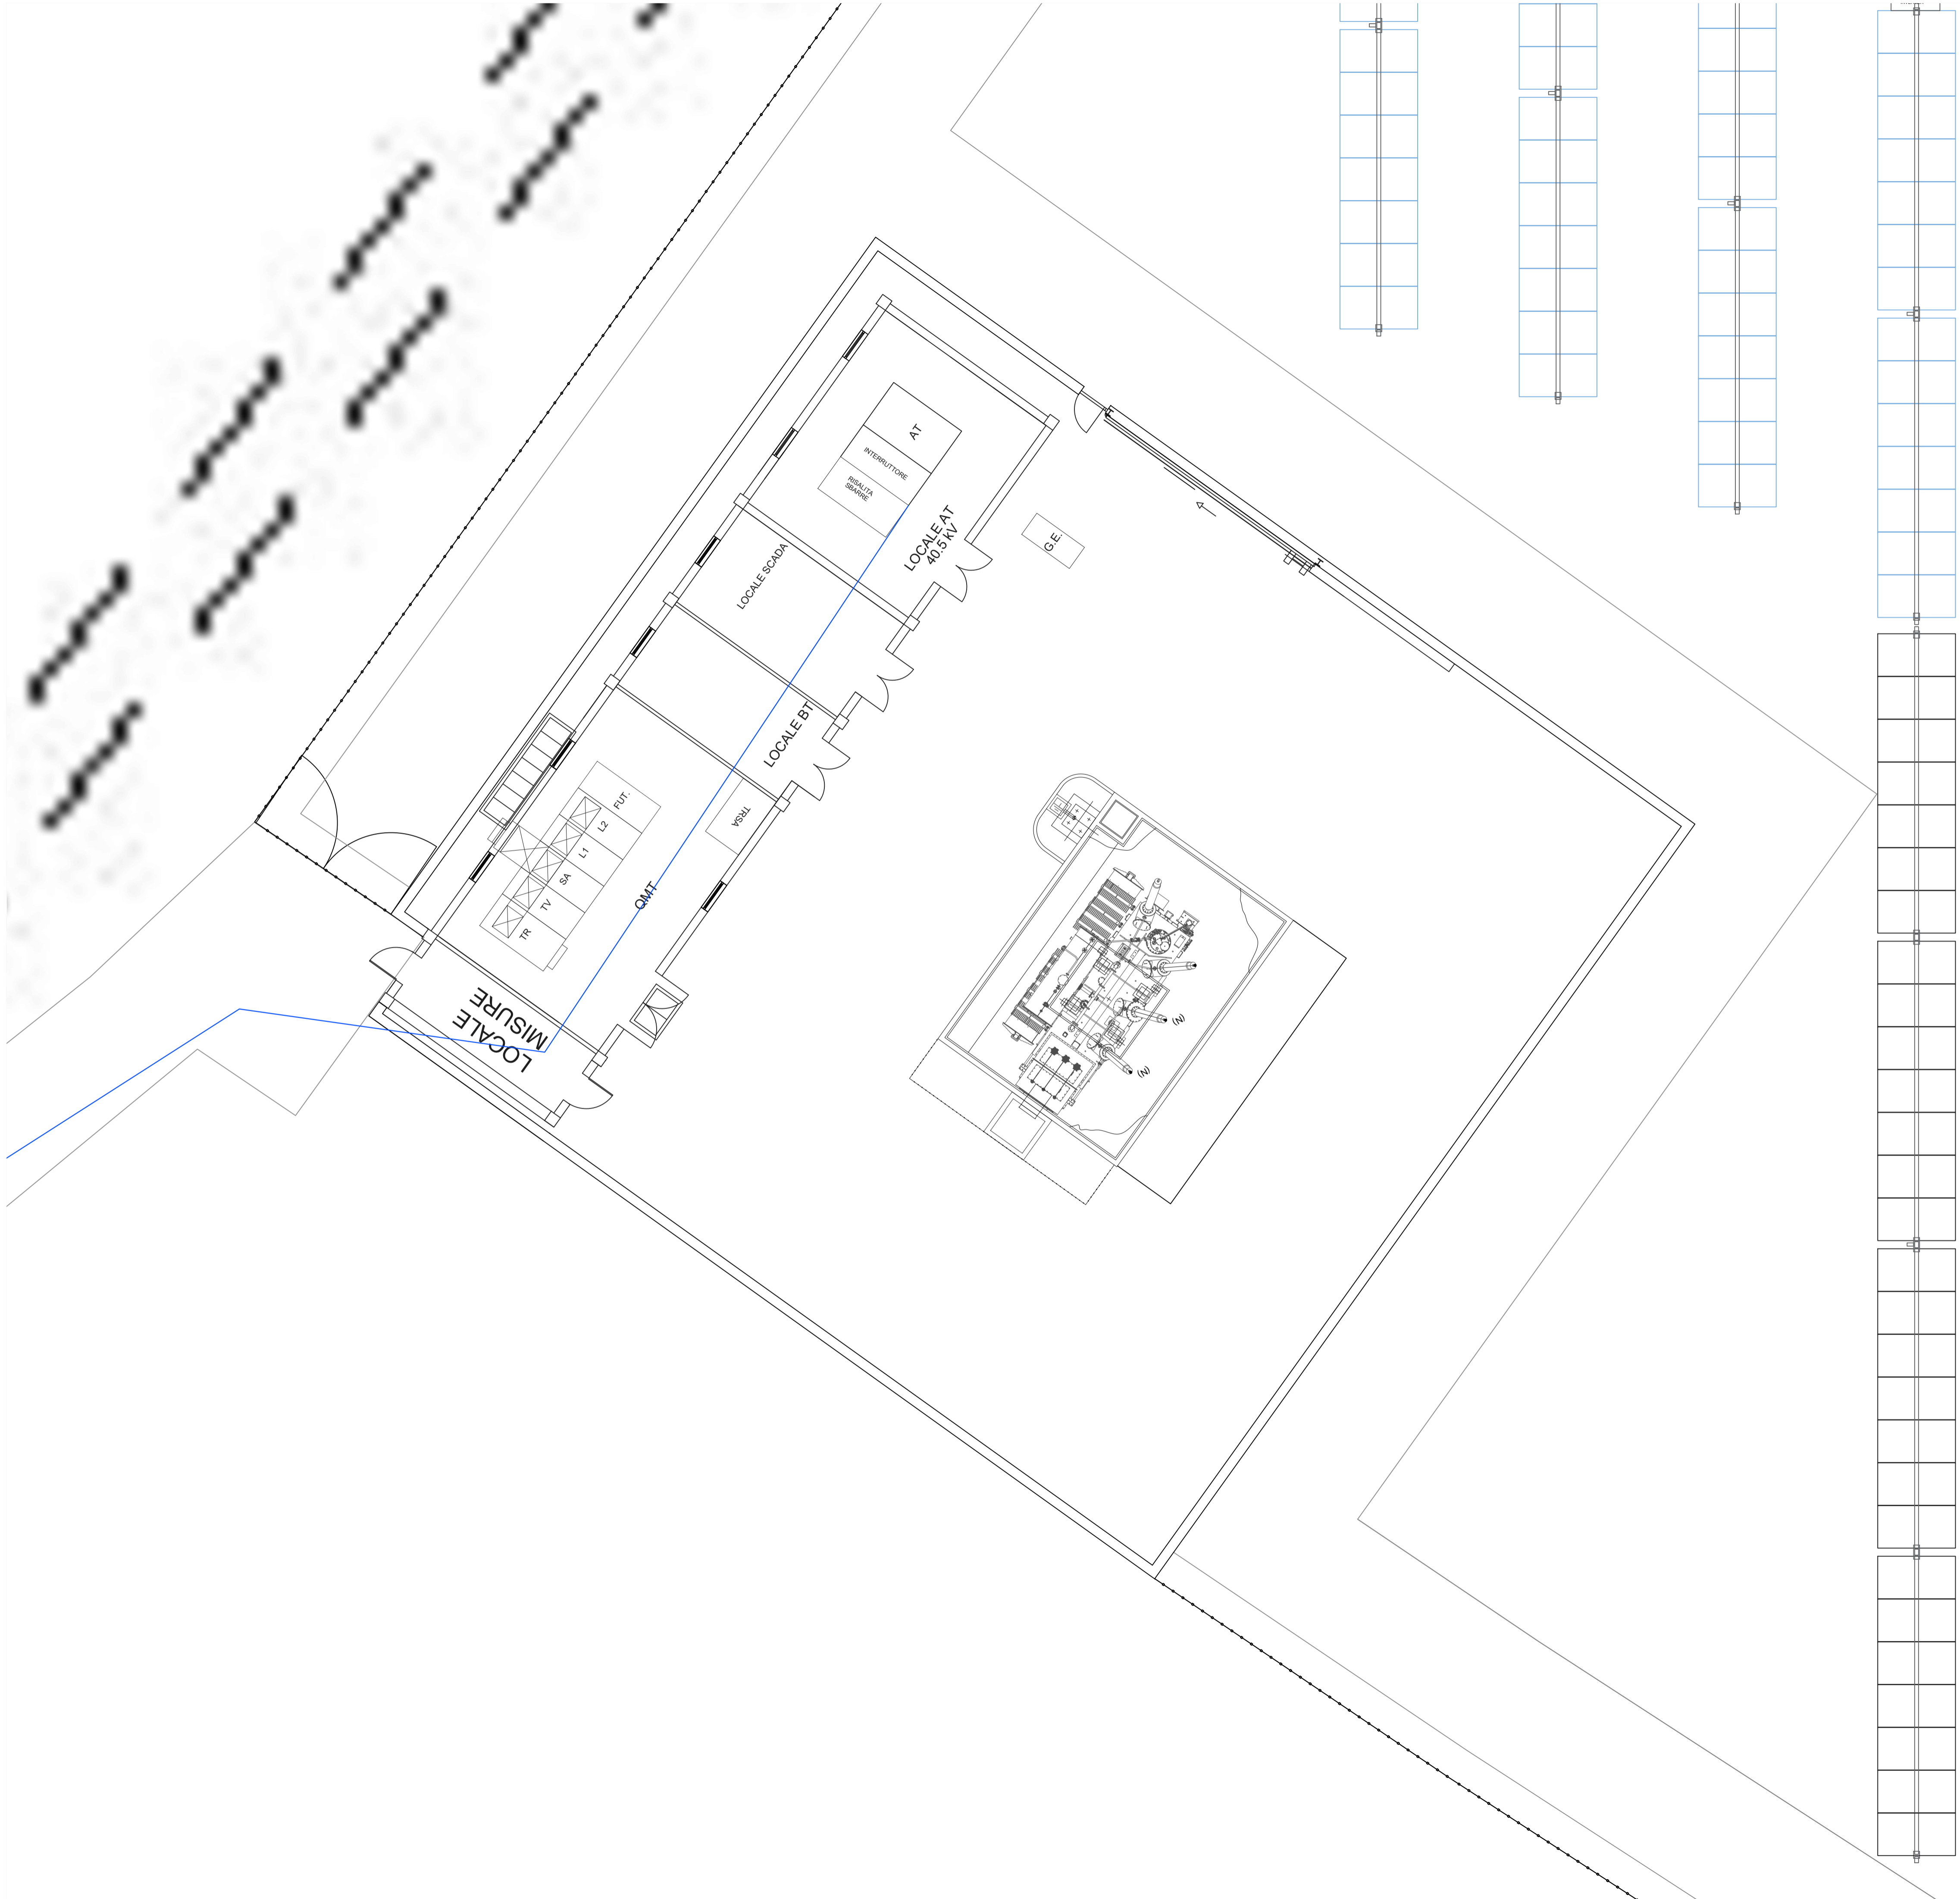 AT
INTERRUTTORE
RISALITA
SBARRE
LOCALE AT
40.5 kV
G.E.
LOCALE SCADA
LOCALE BT
TRSA
FUT.
L2
L1
SA
TV
TR
QMT
LOCALE
MISURE
(N)
(N)